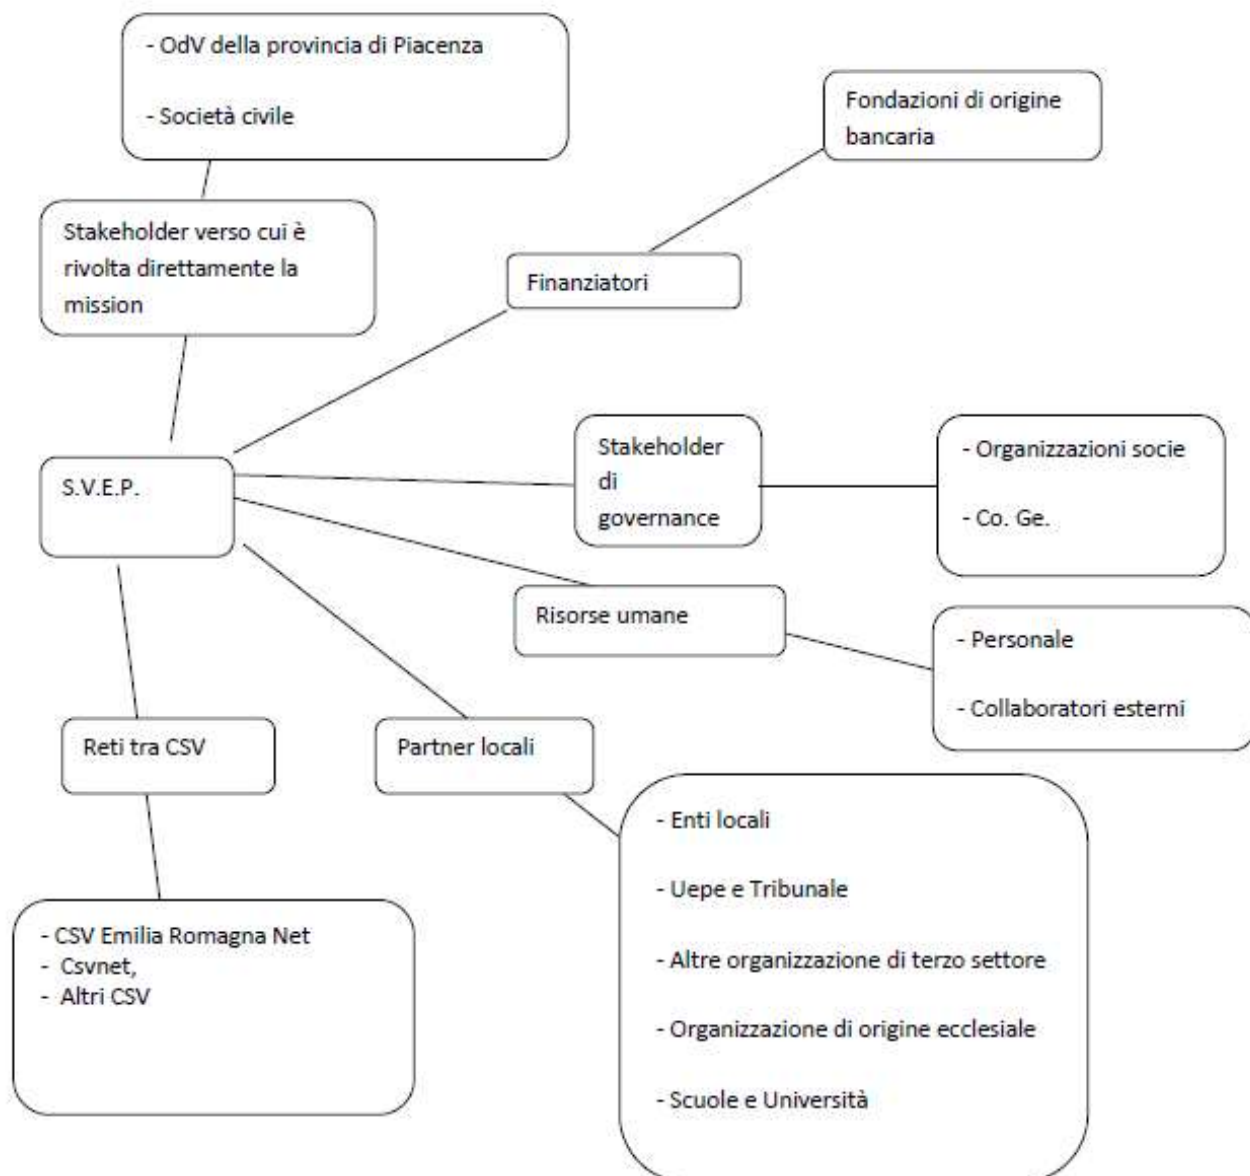 - OdV della provincia di Piacenza
- Società civile
Fondazioni di origine
bancaria
Stakeholder verso cui è
rivolta direttamente la
mission
Finanziatori
Stakeholder
di
governance
- Organizzazioni socie
- Co. Ge.
S.V.E.P.
Risorse umane
- Personale
- Collaboratori esterni
Reti tra CSV
Partner locali
- CSV Emilia Romagna Net
- Csvnet,
- Altri CSV
- Enti locali
- Uepe e Tribunale
- Altre organizzazione di terzo settore
- Organizzazione di origine ecclesiale
- Scuole e Università